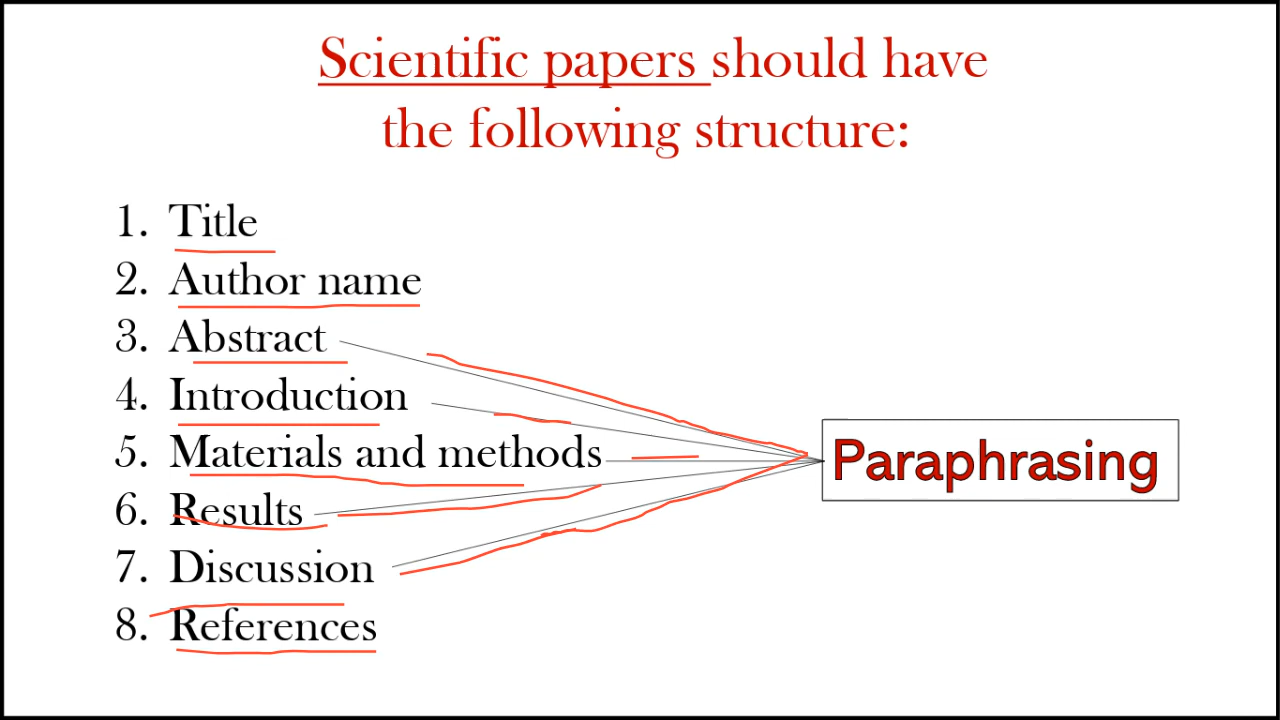 Scientific papers should have
the following structure:
1. Title
2. Author name
3. Abstract
4. Introduction
5. Materials and methods
6. Results
7. Discussion
8. References
Paraphrasing